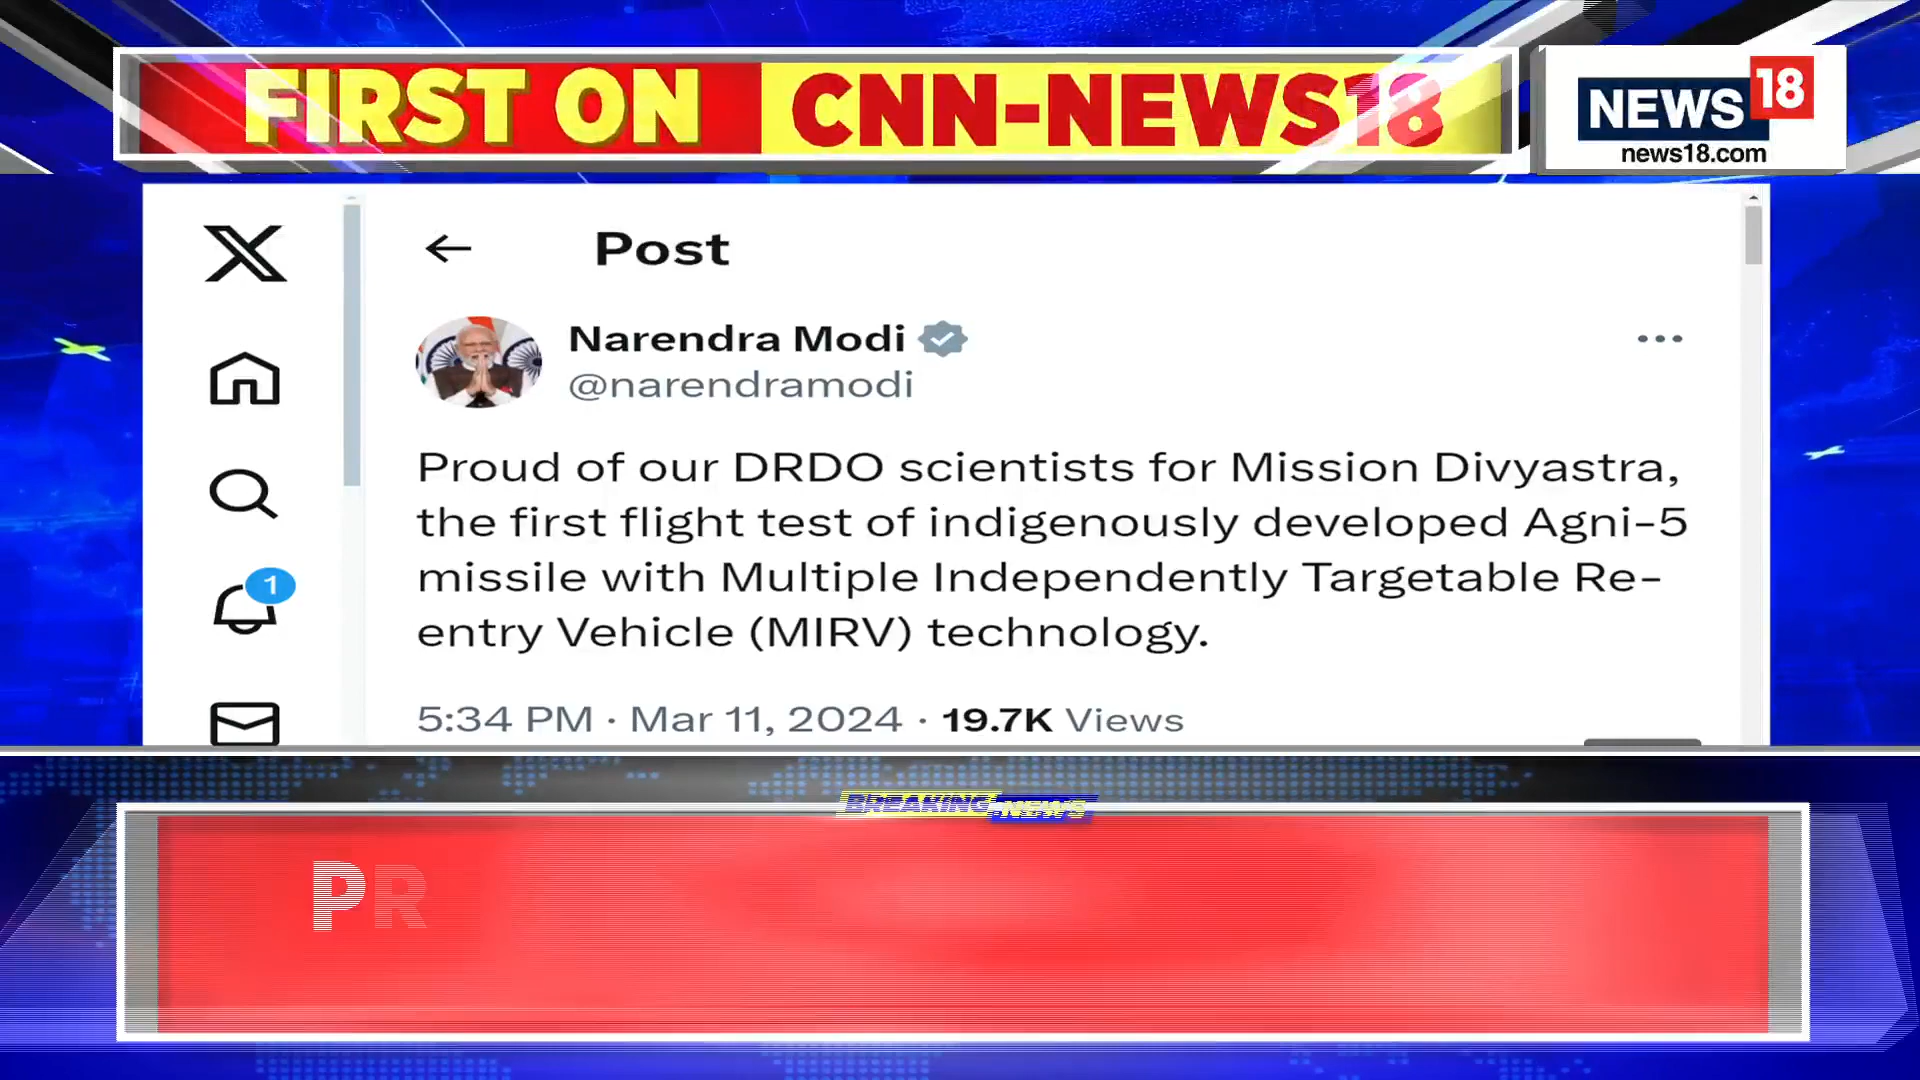 FIRST ON CNN-NEWS18
NEWS 18
news18.com
Post
Narendra Modi
@narendramodi
1
Proud of our DRDO scientists for Mission Divyastra,
the first flight test of indigenously developed Agni-5
missile with Multiple Independently Targetable Re-
entry Vehicle (MIRV) technology.
5:34 PM · Mar 11, 2024 · 19.7K Views
BREAKING NEWS
PR